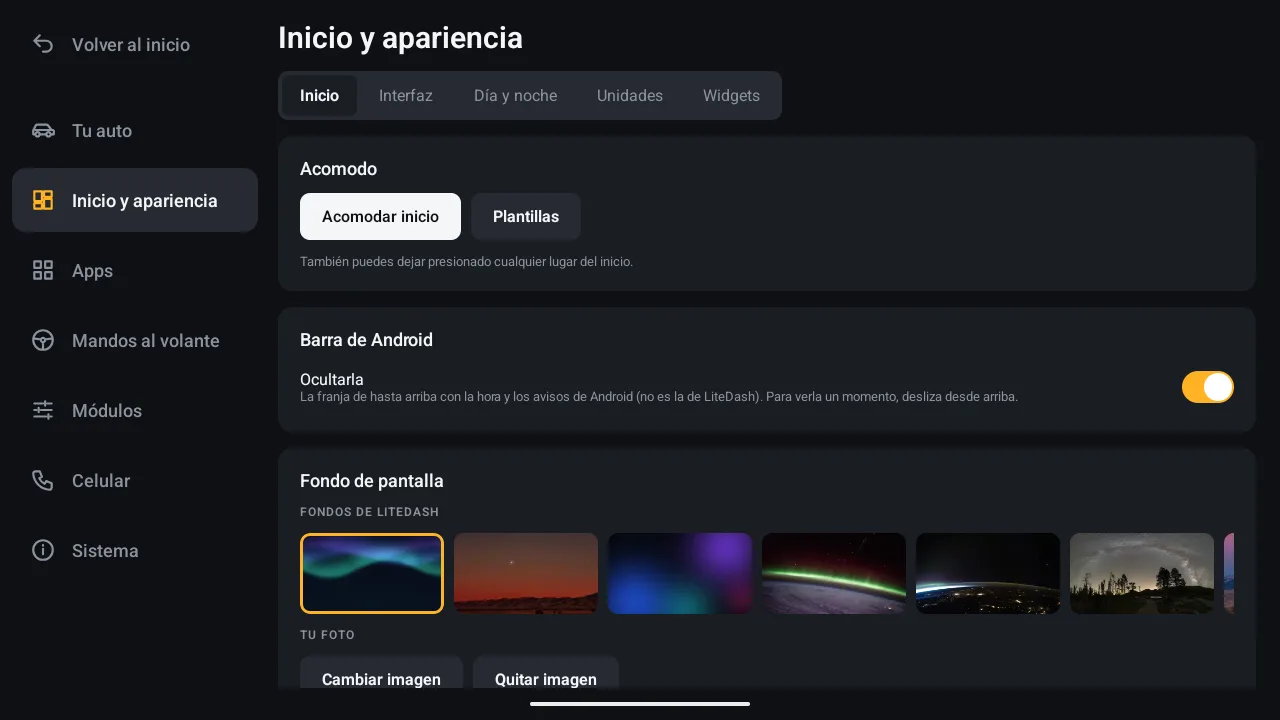 Volver al inicio
Tu auto
Inicio y apariencia
Apps
Mandos al volante
Módulos
Celular
Sistema
Inicio y apariencia
Inicio
Interfaz
Día y noche
Unidades
Widgets
Acomodo
Acomodar inicio
Plantillas
También puedes dejar presionado cualquier lugar del inicio.
Barra de Android
Ocultarla
La franja de hasta arriba con la hora y los avisos de Android (no es la de LiteDash). Para verla un momento, desliza desde arriba.
Fondo de pantalla
FONDOS DE LITEDASH
TU FOTO
Cambiar imagen
Quitar imagen